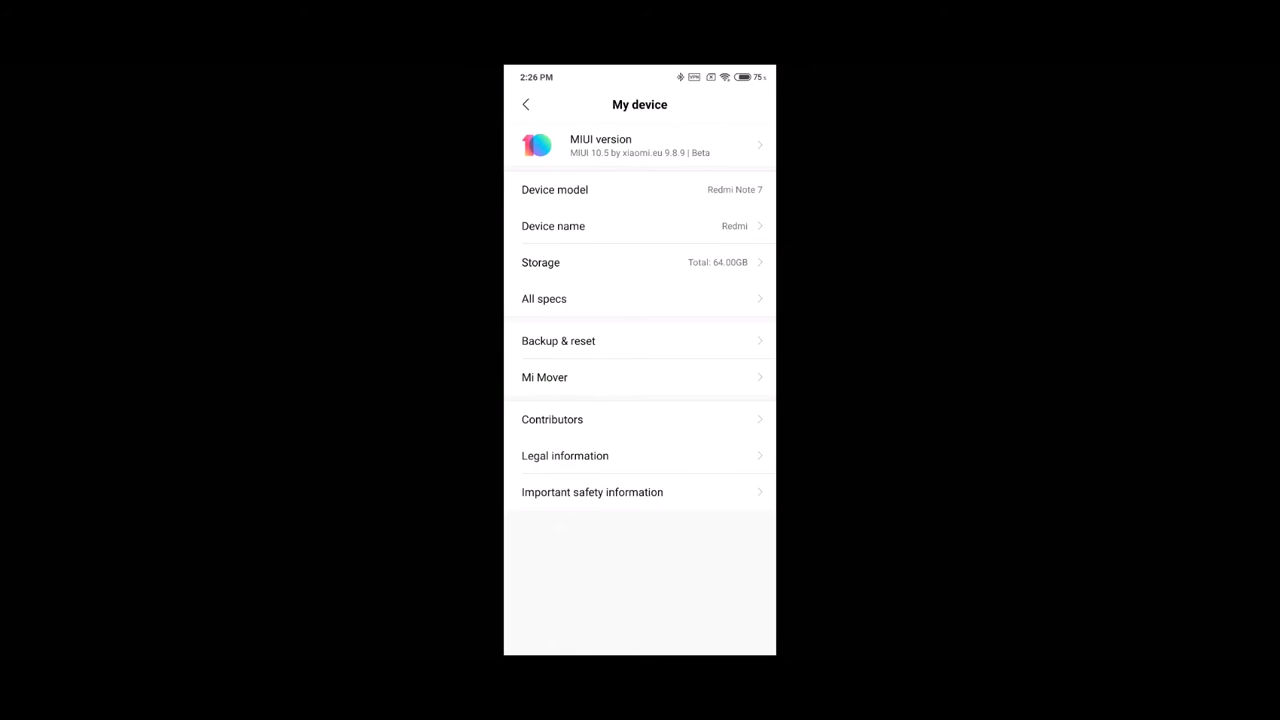 2:26 PM VPN 75
My device
10 MIUI version
MIUI 10.5 by xiaomi.eu 9.8.9 | Beta
Device model Redmi Note 7
Device name Redmi
Storage Total: 64.00GB
All specs
Backup & reset
Mi Mover
Contributors
Legal information
Important safety information